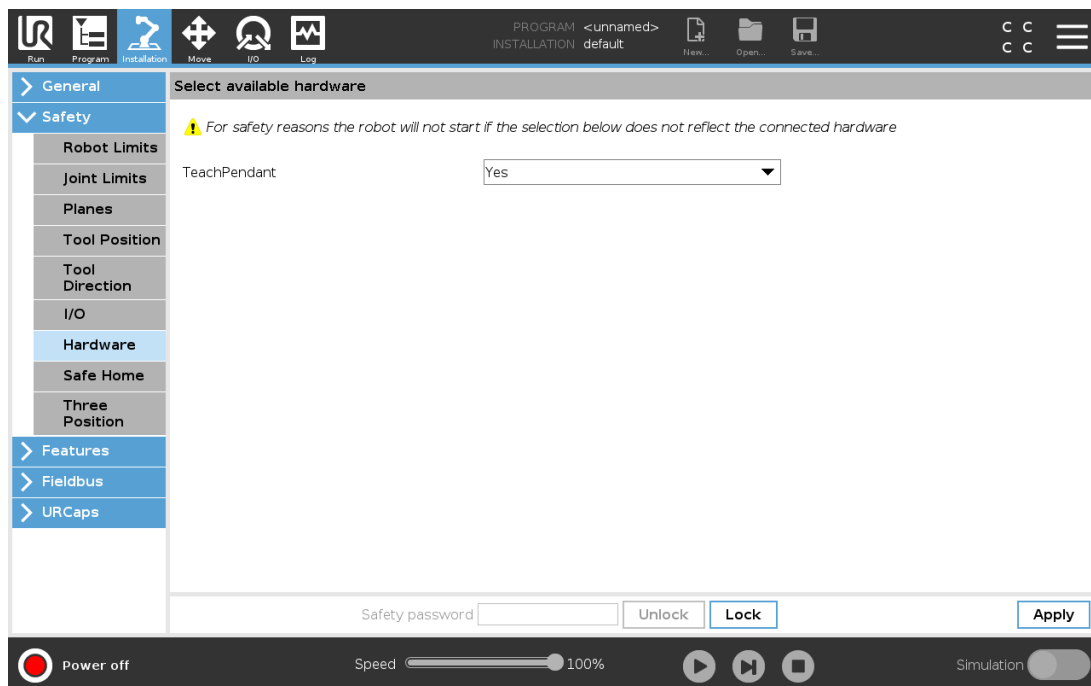 PROGRAM <unnamed>
INSTALLATION default
C C
C C
UR
Run
Program
Installation
Move
I/O
Log
New...
Open...
Save...
General
Safety
Robot Limits
Joint Limits
Planes
Tool Position
Tool
Direction
I/O
Hardware
Safe Home
Three
Position
Features
Fieldbus
URCaps
Select available hardware
For safety reasons the robot will not start if the selection below does not reflect the connected hardware
TeachPendant Yes
Safety password Unlock Lock Apply
Power off Speed 100% Simulation